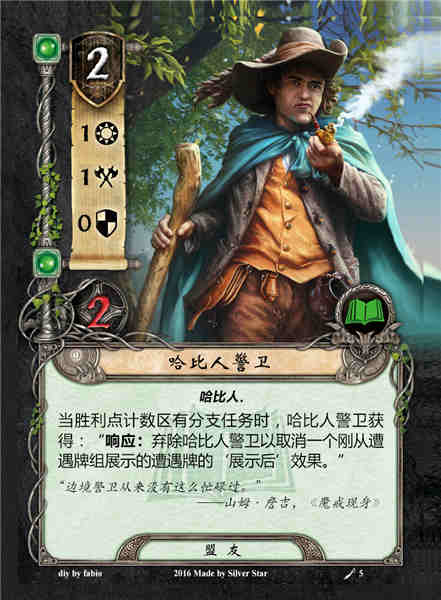 2
1
1
0
2
哈比人警卫
哈比人.
当胜利点计数区有分支任务时，哈比人警卫获
得：“响应：弃除哈比人警卫以取消一个刚从遭
遇牌组展示的遭遇牌的‘展示后’效果。”
“边境警卫从来没有这么忙碌过。”
——山姆·詹吉，《魔戒现身》
盟友
diy by fabio
2016 Made by Silver Star
5